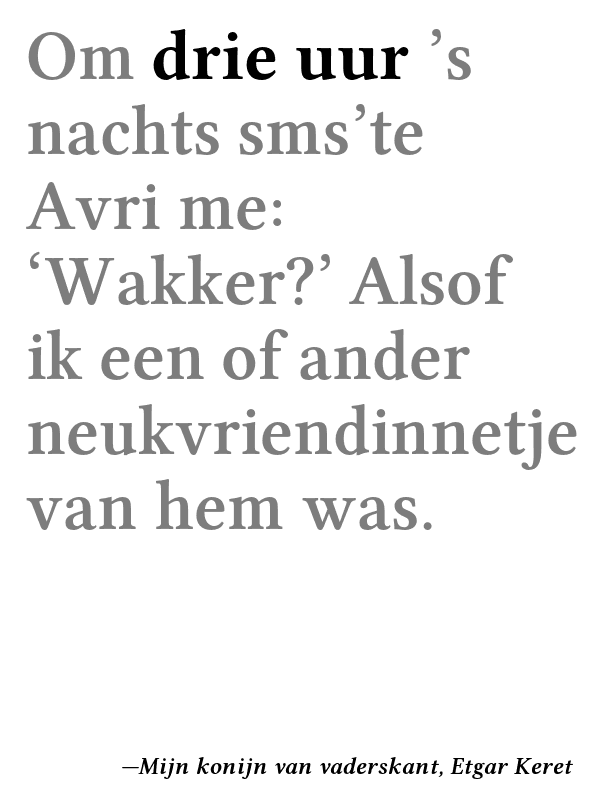 Om drie uur ’s
nachts sms’te
Avri me:
‘Wakker?’ Alsof
ik een of ander
neukvriendinnetje
van hem was.
—Mijn konijn van vaderskant, Etgar Keret